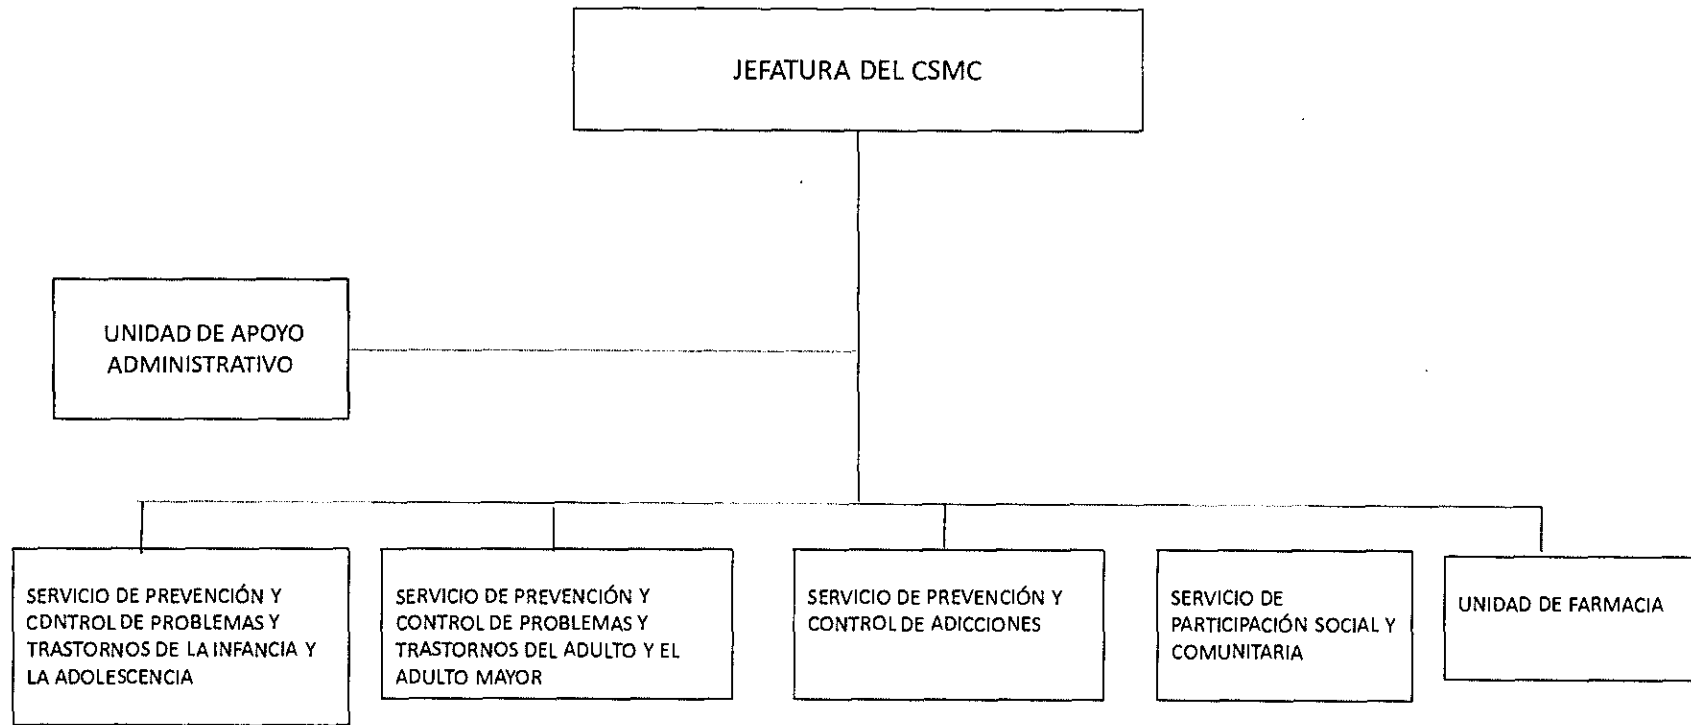 JEFATURA DEL CSMC
UNIDAD DE APOYO
ADMINISTRATIVO
SERVICIO DE PREVENCIÓN Y
CDNTROL DE PROBLEMAS Y
TRASTORNOS DE LA INFANCIA Y
LA ADOLESCENCIA
SERVICIO DE PREVENCIÓN Y
CONTROL DE PROBLEMAS Y
TRASTORNOS DEL ADULTO Y EL
ADULTO MAYOR
SERVICIO DE PREVENCIÓN Y
CONTROL DE ADICCIONES
SERVICIO DE
PARTICIPACIÓN SOCIAL Y
COMUNITARIA
UNIDAD DE FARMACIA